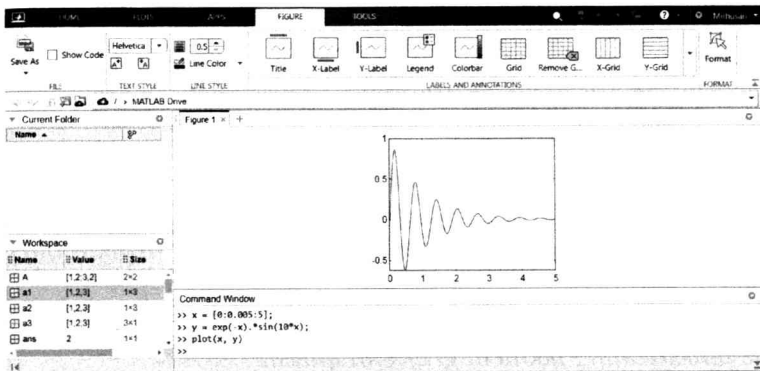 HOME PLOTS APPS FIGURE TOOLS
Save As
Show Code
Helvetica
0.5
Line Color
Title X-Label Y-Label Legend Colorbar Grid Remove G... X-Grid Y-Grid
Format
FILE TEXT STYLE LINE STYLE LABELS AND ANNOTATIONS FORMAT
/ > MATLAB Drive
Current Folder
Name
Figure 1 × +
1
0.5
0
-0.5
0 1 2 3 4 5
Workspace
Name Value Size
A [1,2;3,2] 2×2
a1 [1,2,3] 1×3
a2 [1,2,3] 1×3
a3 [1;2;3] 3×1
ans 2 1×1
Command Window
>> x = [0:0.005:5];
>> y = exp(-x).*sin(10*x);
>> plot(x, y)
>>